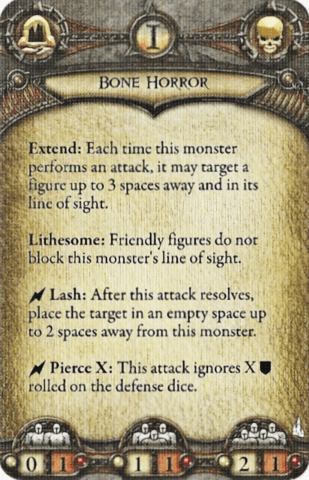 I
BONE HORROR
Extend: Each time this monster
performs an attack, it may target a
figure up to 3 spaces away and in its
line of sight.
Lithesome: Friendly figures do not
block this monster's line of sight.
Lash: After this attack resolves,
place the target in an empty space up
to 2 spaces away from this monster.
Pierce X: This attack ignores X
rolled on the defense dice.
0 1 1 1 2 1